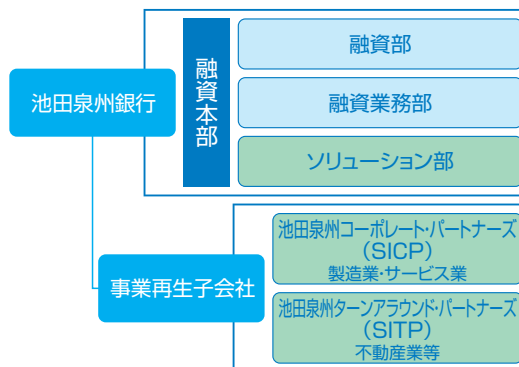 池田泉州銀行
融資本部
融資部
融資業務部
ソリューション部
事業再生子会社
池田泉州コーポレート・パートナーズ
(SICP)
製造業・サービス業
池田泉州ターンアラウンド・パートナーズ
(SITP)
不動産業等